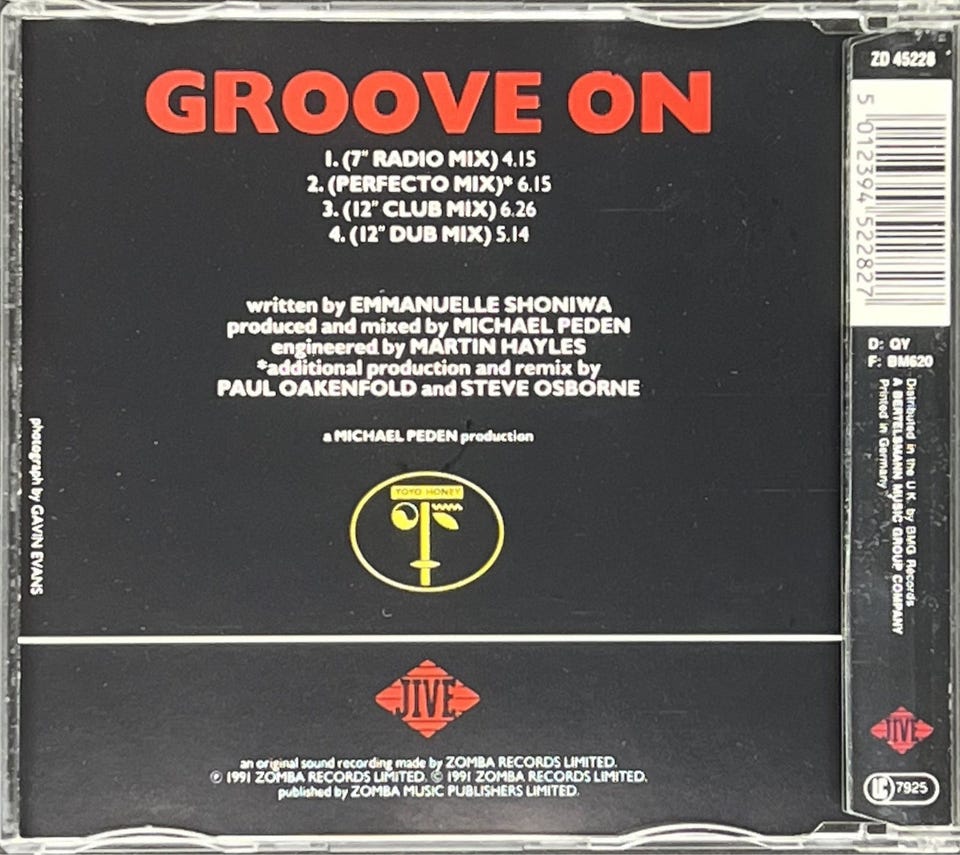 GROOVE ON
1. (7" RADIO MIX) 4.15
2. (PERFECTO MIX)* 6.15
3. (12" CLUB MIX) 6.26
4. (12" DUB MIX) 5.14
written by EMMANUELLE SHONIWA
produced and mixed by MICHAEL PEDEN
engineered by MARTIN HAYLES
*additional production and remix by
PAUL OAKENFOLD and STEVE OSBORNE
a MICHAEL PEDEN production
YOYO HONEY
photograph by GAVIN EVANS
JIVE
an original sound recording made by ZOMBA RECORDS LIMITED.
℗ 1991 ZOMBA RECORDS LIMITED. © 1991 ZOMBA RECORDS LIMITED.
published by ZOMBA MUSIC PUBLISHERS LIMITED.
ZD 45228
5 012394 522827
D: QY
F: BM620
Distributed in the U.K. by BMG Records
A BERTELSMANN MUSIC GROUP COMPANY
Printed in Germany
JIVE
LC 7925